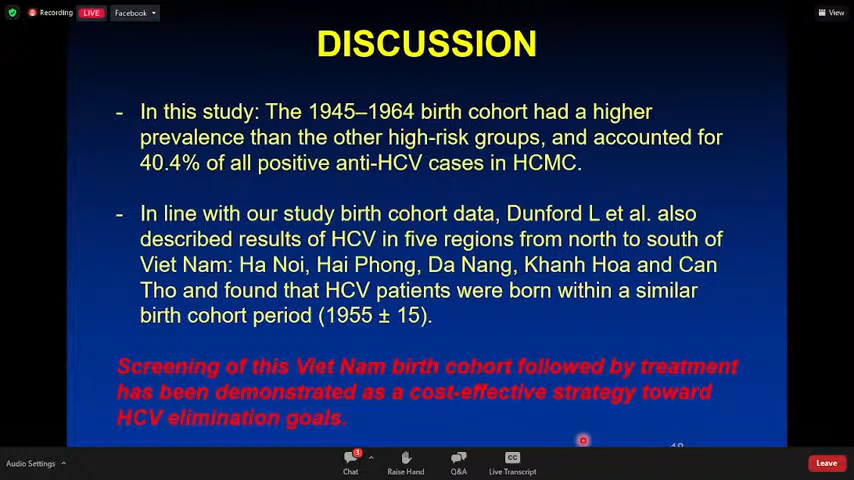 Recording
LIVE
Facebook
View
DISCUSSION
- In this study: The 1945–1964 birth cohort had a higher
prevalence than the other high-risk groups, and accounted for
40.4% of all positive anti-HCV cases in HCMC.
- In line with our study birth cohort data, Dunford L et al. also
described results of HCV in five regions from north to south of
Viet Nam: Ha Noi, Hai Phong, Da Nang, Khanh Hoa and Can
Tho and found that HCV patients were born within a similar
birth cohort period (1955 ± 15).
Screening of this Viet Nam birth cohort followed by treatment
has been demonstrated as a cost-effective strategy toward
HCV elimination goals.
Audio Settings
3
CC
Chat
Raise Hand
Q&A
Live Transcript
Leave